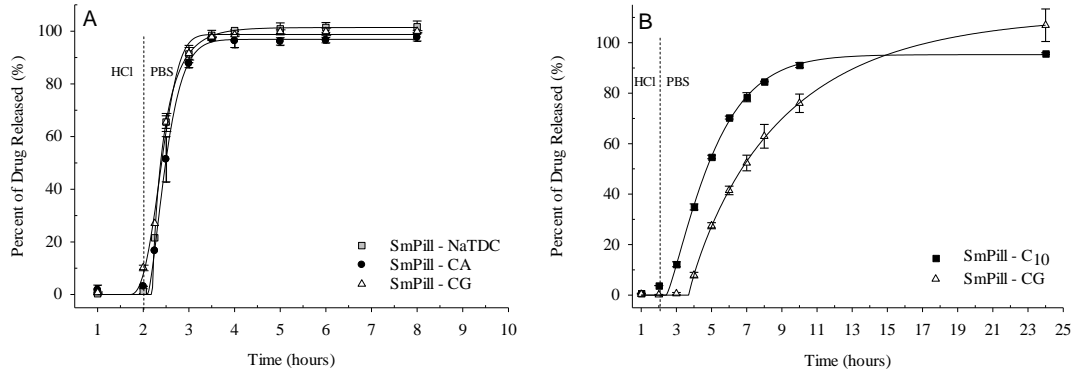 A
100
80
60
40
20
0
HCl
PBS
SmPill - NaTDC
SmPill - CA
SmPill - CG
1
2
3
4
5
6
7
8
9
10
Time (hours)
Percent of Drug Released (%)
B
100
80
60
40
20
0
HCl
PBS
SmPill - C10
SmPill - CG
1
3
5
7
9
11
13
15
17
19
21
23
25
Time (hours)
Percent of Drug Released (%)